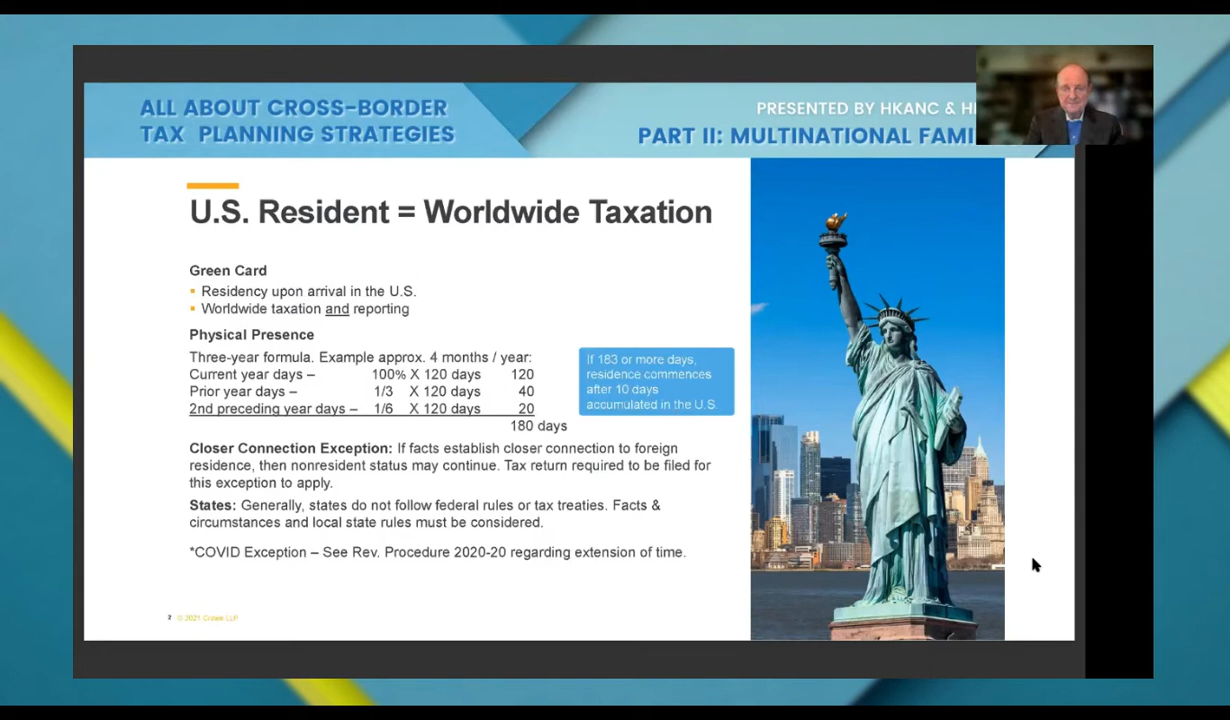 ALL ABOUT CROSS-BORDER
TAX PLANNING STRATEGIES
PRESENTED BY HKANC &
PART II: MULTINATIONAL
U.S. Resident = Worldwide Taxation
Green Card
▪ Residency upon arrival in the U.S.
▪ Worldwide taxation and reporting
Physical Presence
Three-year formula. Example approx. 4 months / year:
Current year days – 100% X 120 days 120
Prior year days – 1/3 X 120 days 40
2nd preceding year days – 1/6 X 120 days 20
180 days
If 183 or more days,
residence commences
after 10 days
accumulated in the U.S.
Closer Connection Exception: If facts establish closer connection to foreign
residence, then nonresident status may continue. Tax return required to be filed for
this exception to apply.
States: Generally, states do not follow federal rules or tax treaties. Facts &
circumstances and local state rules must be considered.
*COVID Exception – See Rev. Procedure 2020-20 regarding extension of time.
2 © 2021 Crowe LLP